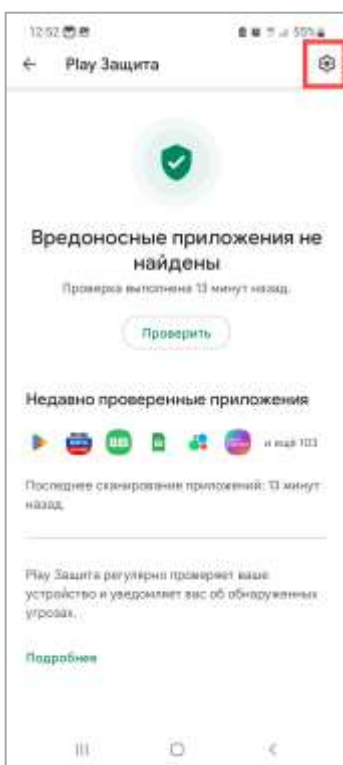 12:52
55%
Play Защита
Вредоносные приложения не
найдены
Проверка выполнена 13 минут назад.
Проверить
Недавно проверенные приложения
и ещё 103
Последнее сканирование приложений: 13 минут
назад.
Play Защита регулярно проверяет ваше
устройство и уведомляет вас об обнаруженных
угрозах.
Подробнее